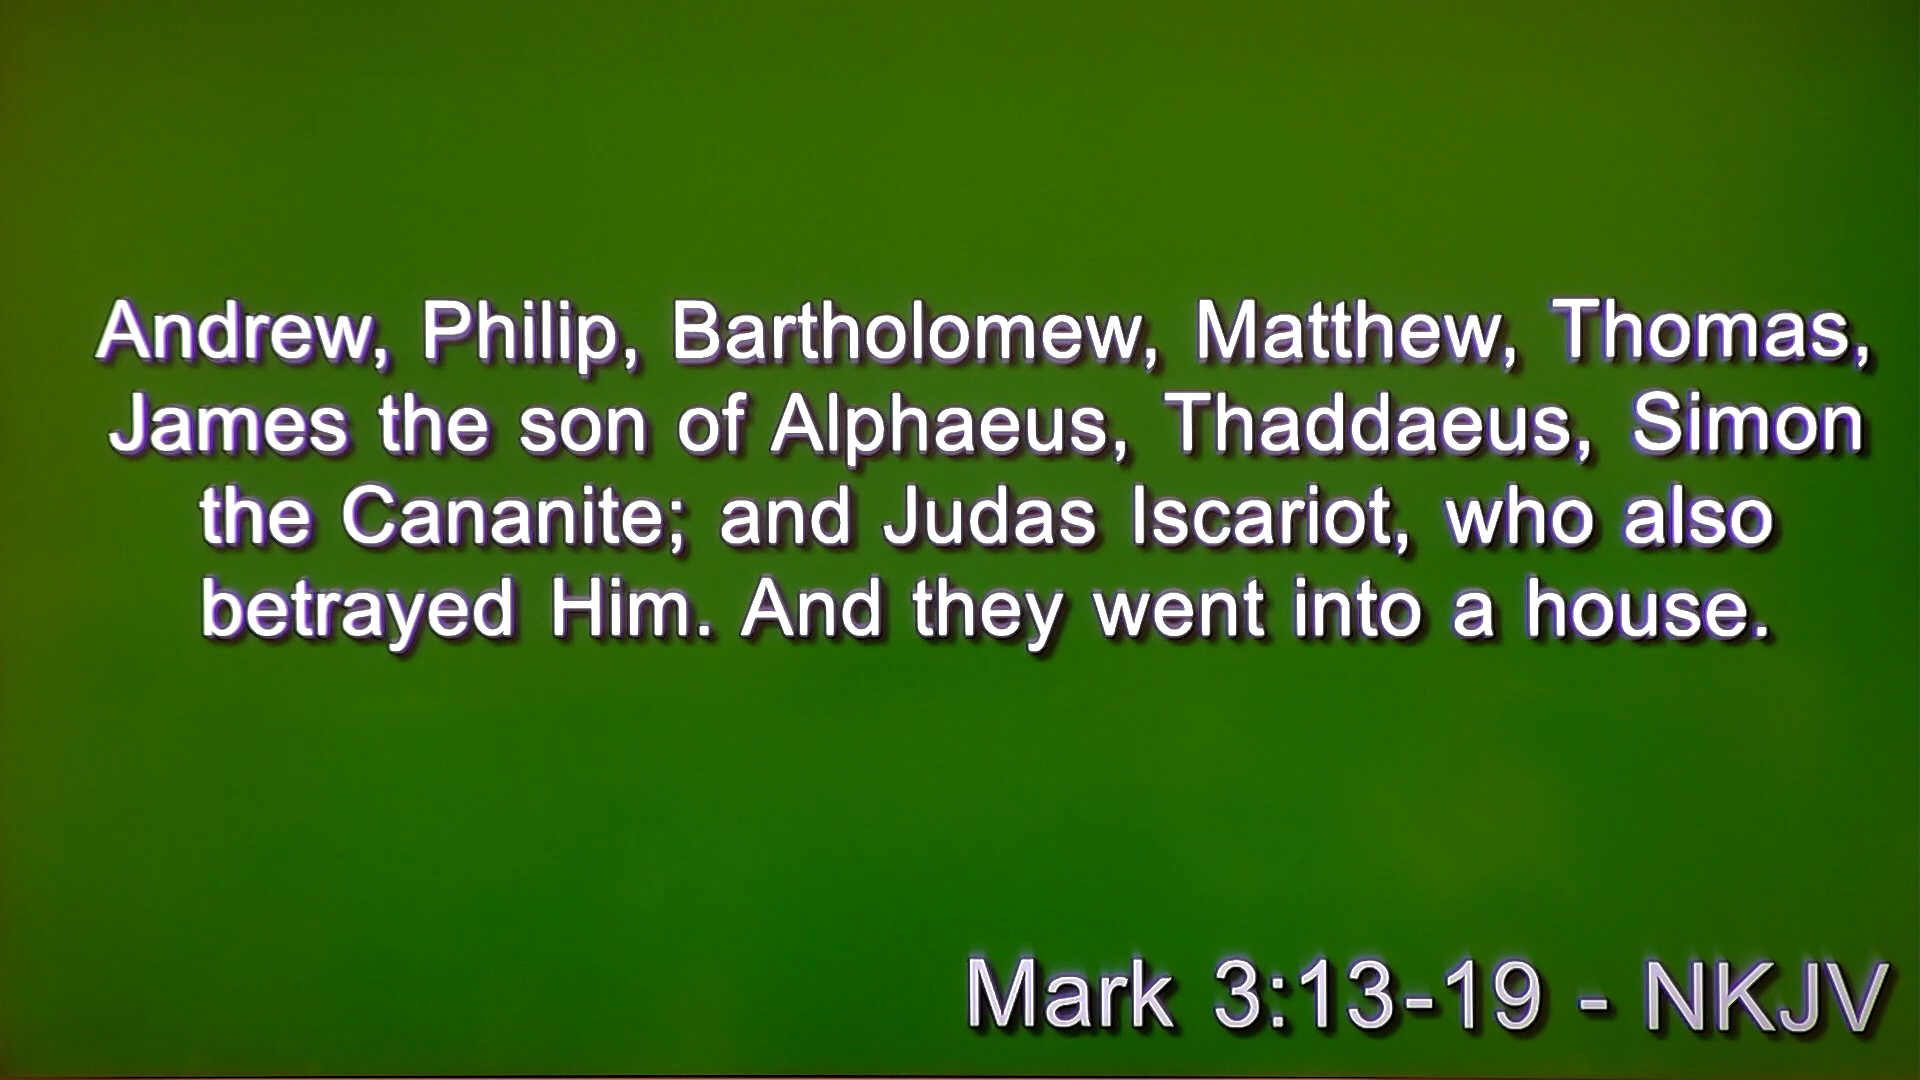 Andrew, Philip, Bartholomew, Matthew, Thomas,
James the son of Alphaeus, Thaddaeus, Simon
the Cananite; and Judas Iscariot, who also
betrayed Him. And they went into a house.
Mark 3:13-19 - NKJV